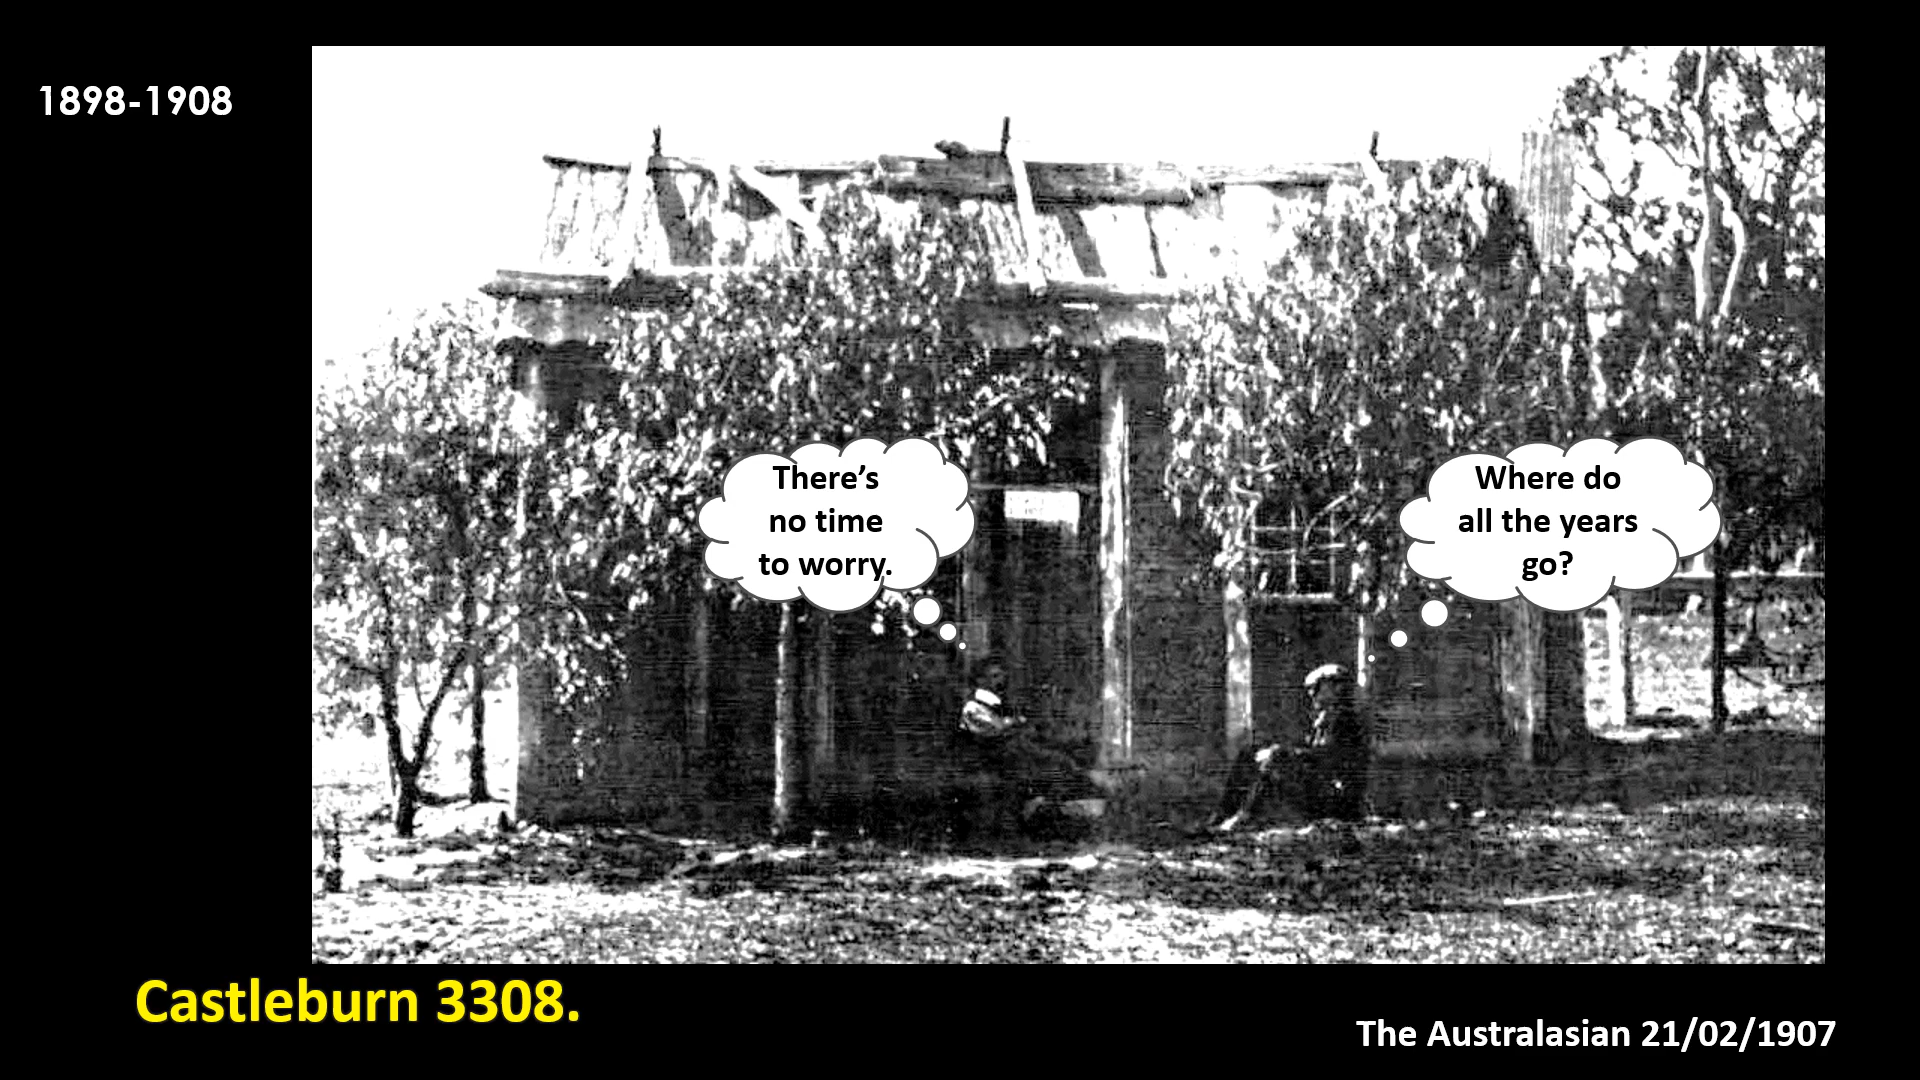 1898-1908
There’s
no time
to worry.
Where do
all the years
go?
Castleburn 3308.
The Australasian 21/02/1907